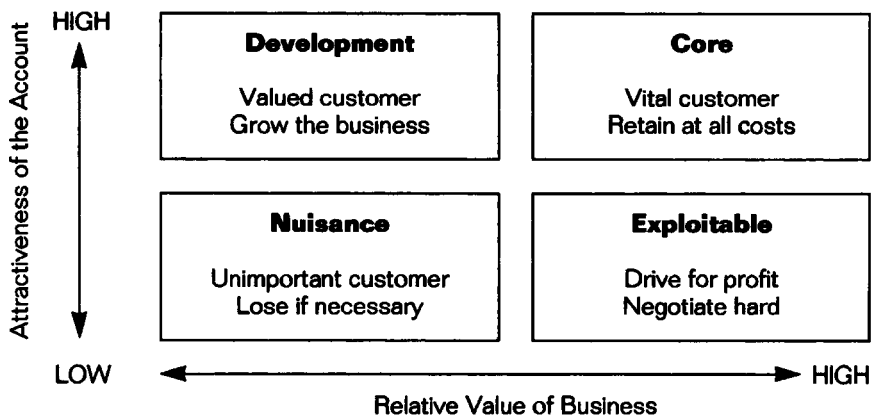 HIGH
Attractiveness of the Account
Development
Valued customer
Grow the business
Core
Vital customer
Retain at all costs
Nuisance
Unimportant customer
Lose if necessary
Exploitable
Drive for profit
Negotiate hard
LOW
HIGH
Relative Value of Business